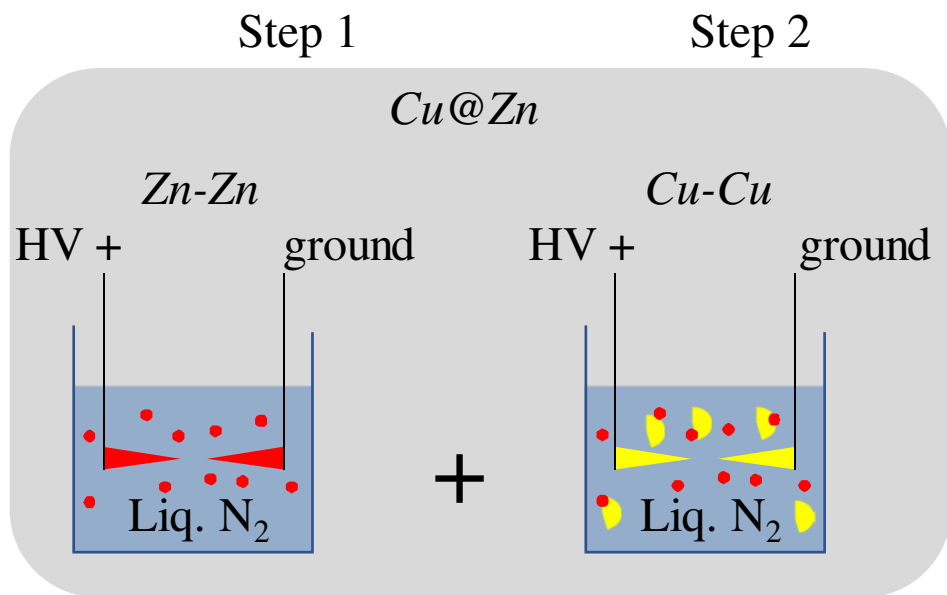 Step 1 Step 2
Cu@Zn
Zn-Zn Cu-Cu
HV + ground HV + ground
+
Liq. N₂ Liq. N₂